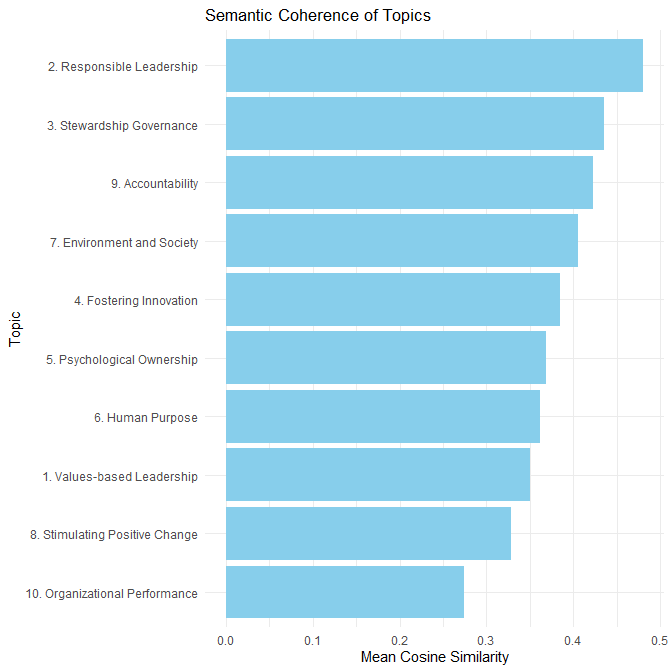 Semantic Coherence of Topics
Topic
2. Responsible Leadership
3. Stewardship Governance
9. Accountability
7. Environment and Society
4. Fostering Innovation
5. Psychological Ownership
6. Human Purpose
1. Values-based Leadership
8. Stimulating Positive Change
10. Organizational Performance
0.0 0.1 0.2 0.3 0.4 0.5
Mean Cosine Similarity